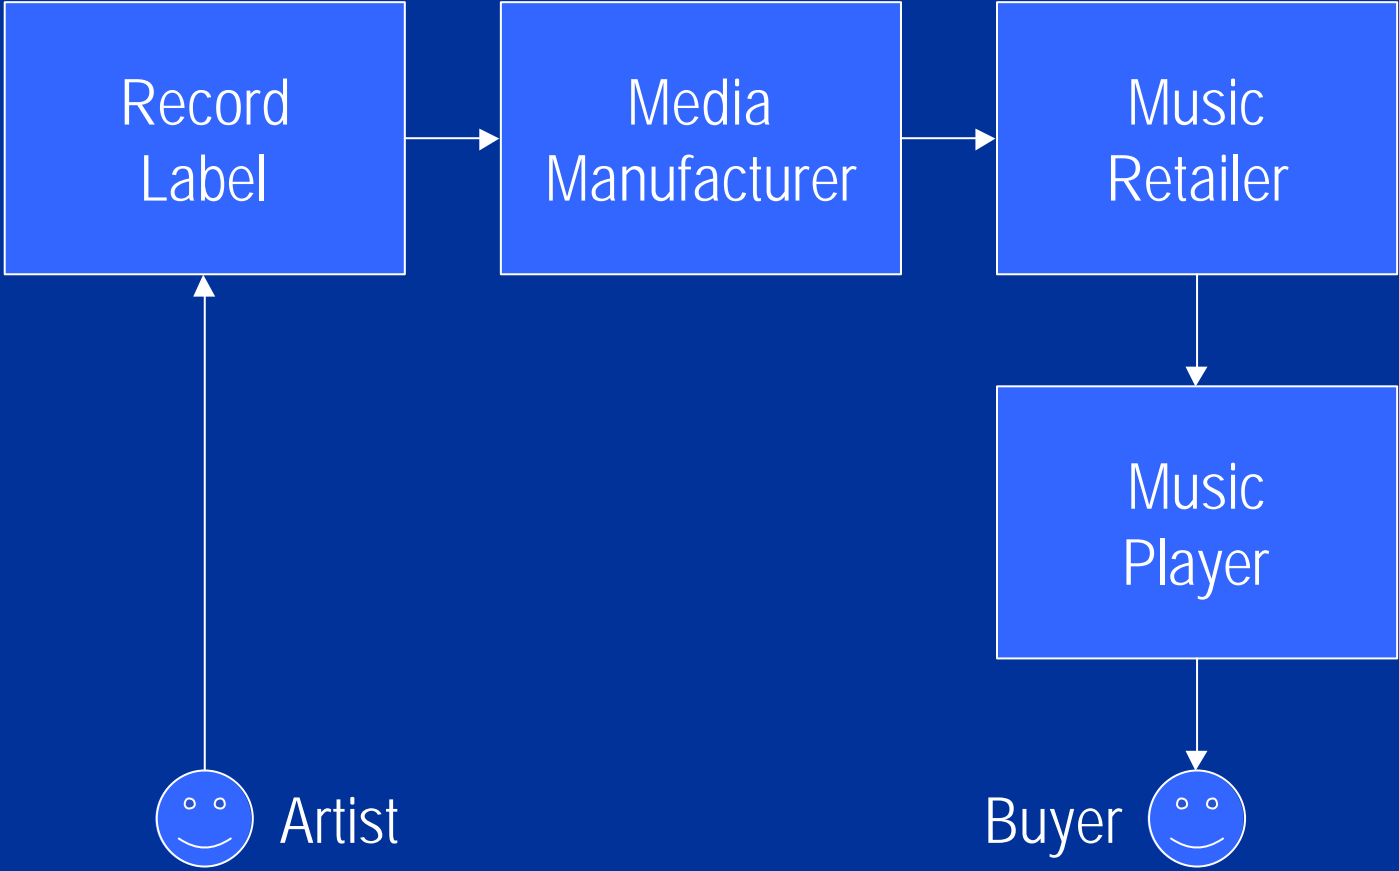 Record
Label
Media
Manufacturer
Music
Retailer
Music
Player
Artist
Buyer